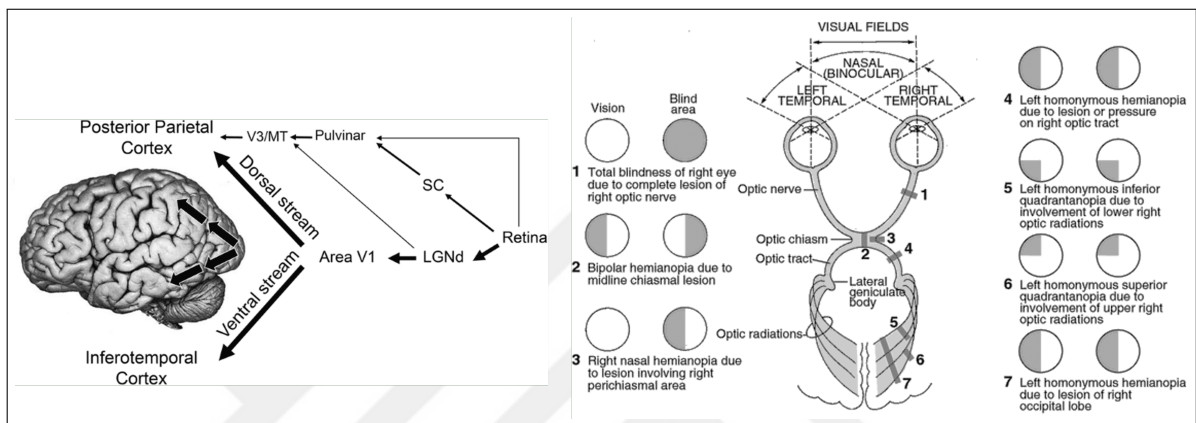 Posterior Parietal
Cortex
V3/MT
Pulvinar
SC
Retina
Dorsal stream
Area V1
LGNd
Ventral stream
Inferotemporal
Cortex
VISUAL FIELDS
NASAL
(BINOCULAR)
LEFT
TEMPORAL
RIGHT
TEMPORAL
Vision
Blind
area
1 Total blindness of right eye
due to complete lesion of
right optic nerve
2 Bipolar hemianopia due to
midline chiasmal lesion
3 Right nasal hemianopia due
to lesion involving right
perichiasmal area
Optic nerve
1
Optic chiasm
2
3
Optic tract
4
Lateral
geniculate
body
Optic radiations
5
6
7
4 Left homonymous hemianopia
due to lesion or pressure
on right optic tract
5 Left homonymous inferior
quadrantanopia due to
involvement of lower right
optic radiations
6 Left homonymous superior
quadrantanopia due to
involvement of upper right
optic radiations
7 Left homonymous hemianopia
due to lesion of right
occipital lobe